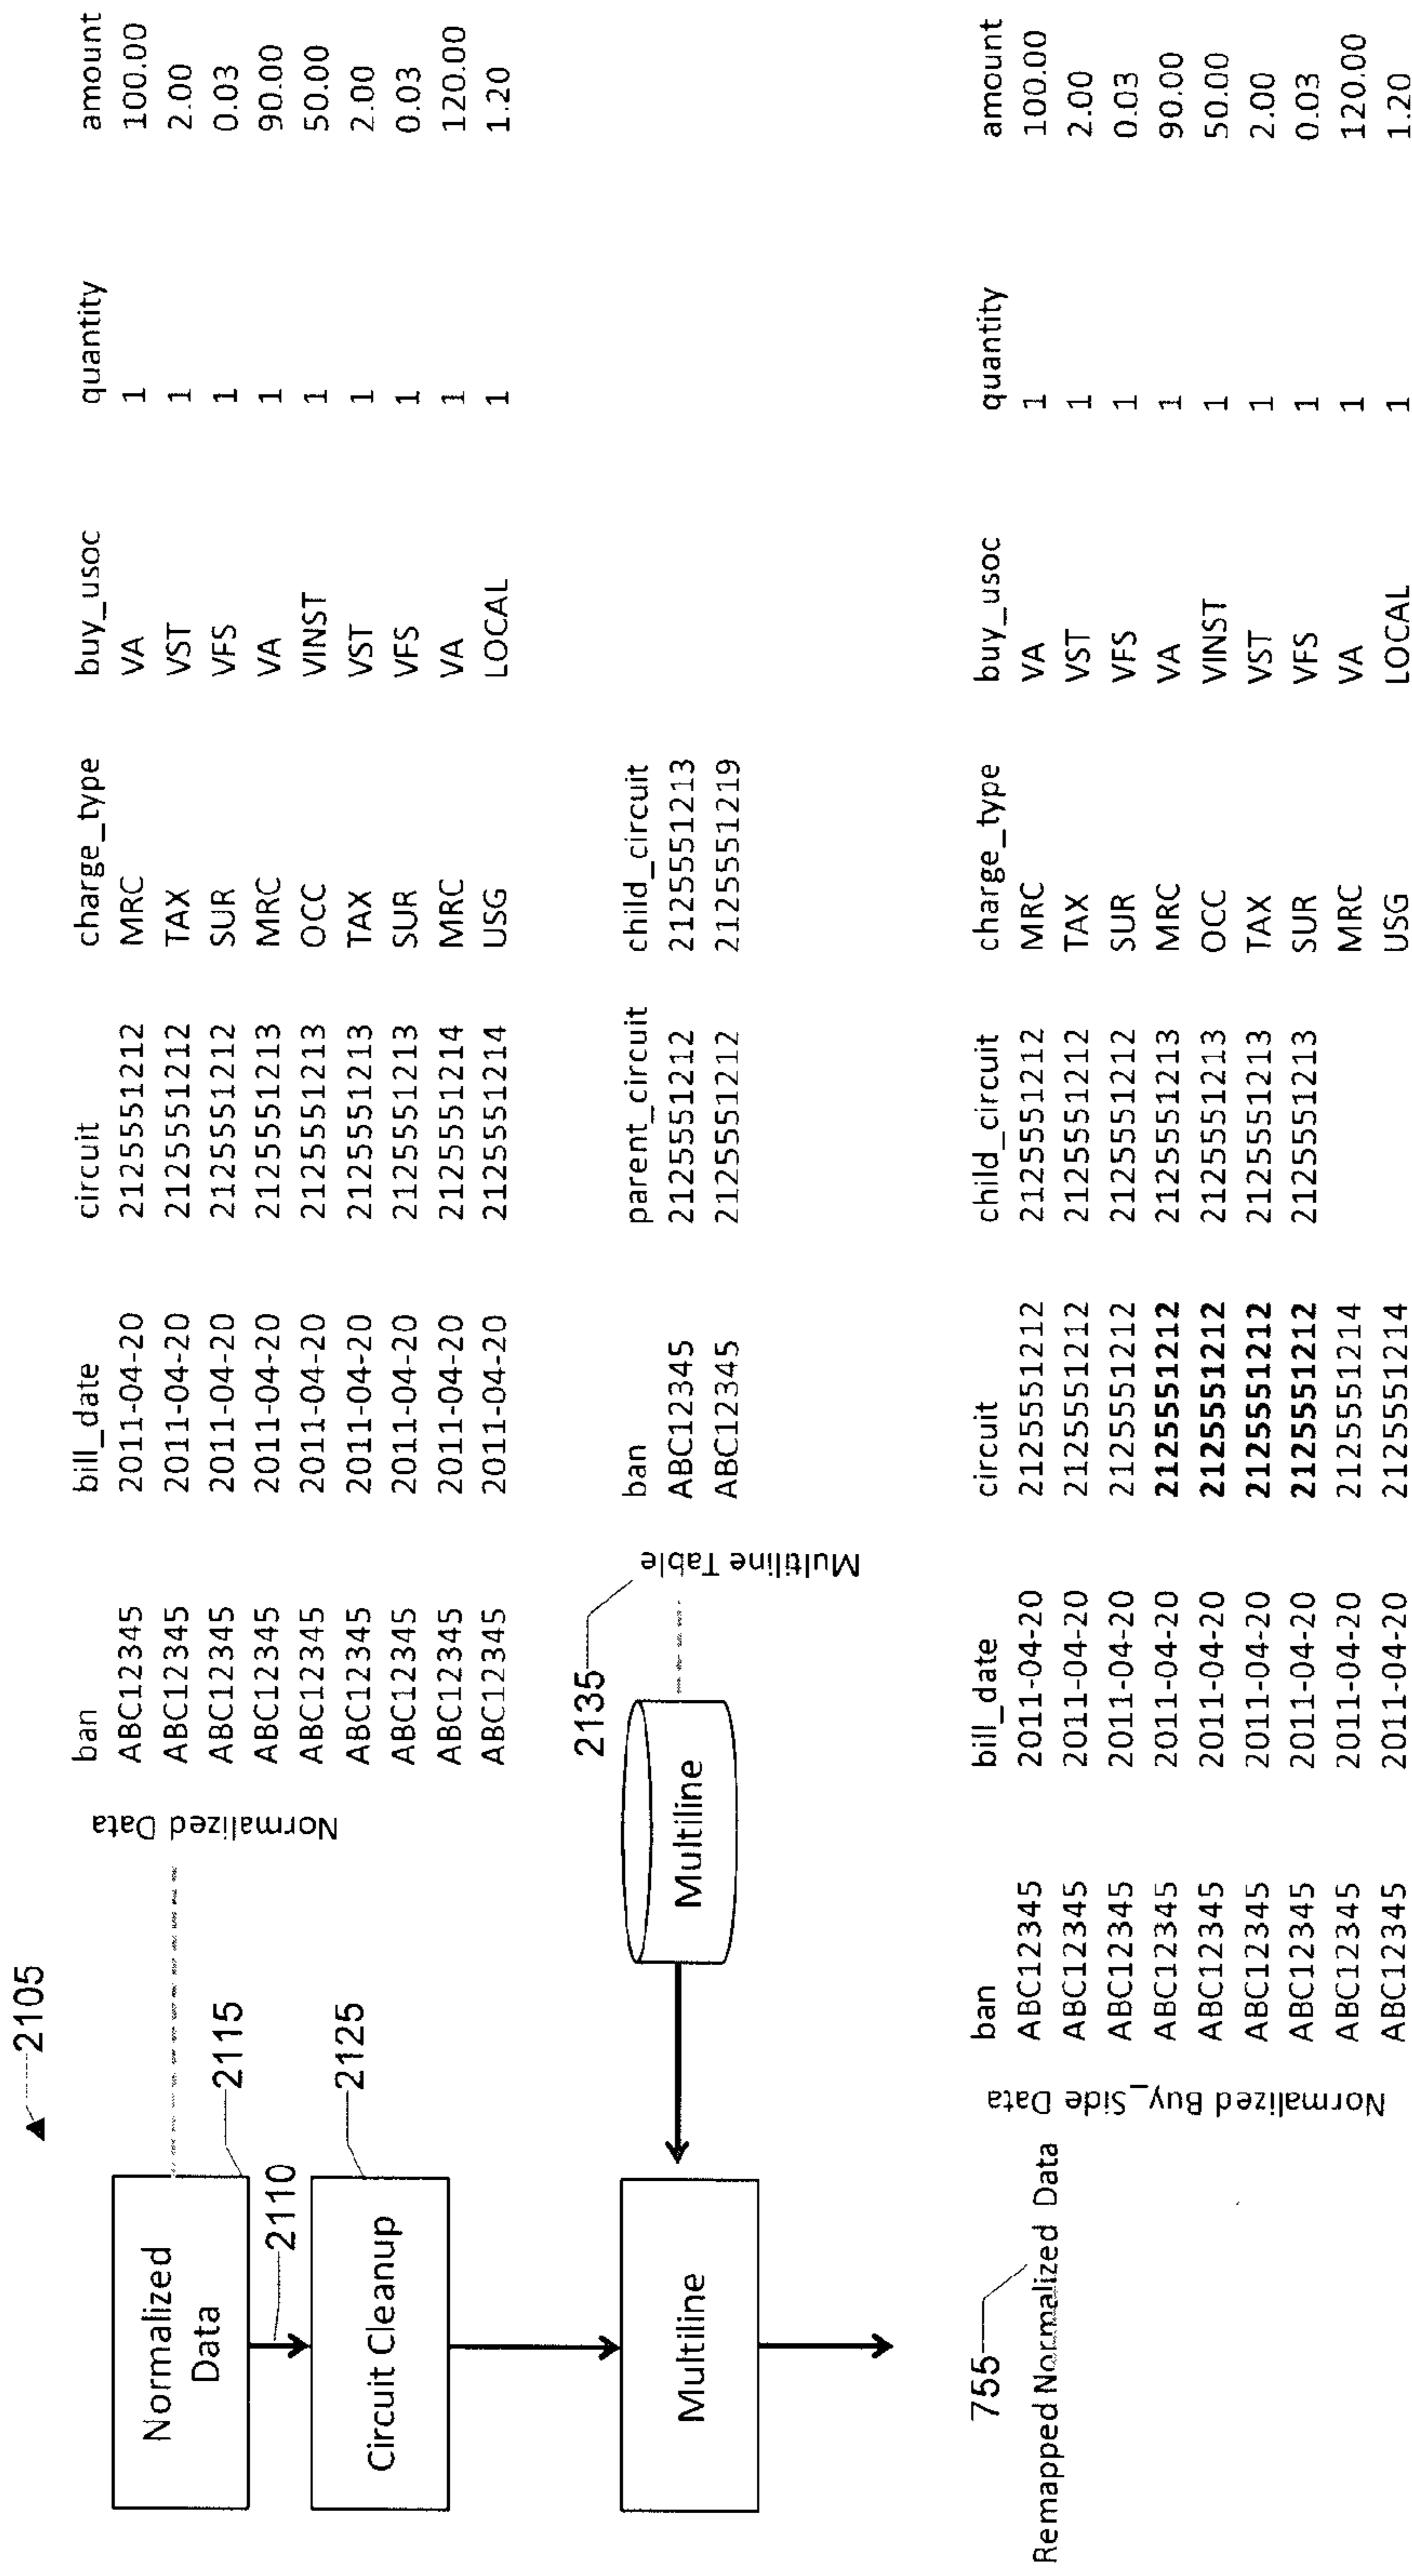 2105
Normalized Data
2115
2110
Circuit Cleanup
2125
Multiline
Multiline
2135
Normalized Data
ban bill_date circuit charge_type buy_usoc quantity amount
ABC12345 2011-04-20 2125551212 MRC VA 1 100.00
ABC12345 2011-04-20 2125551212 TAX VST 1 2.00
ABC12345 2011-04-20 2125551212 SUR VFS 1 0.03
ABC12345 2011-04-20 2125551213 MRC VA 1 90.00
ABC12345 2011-04-20 2125551213 OCC VINST 1 50.00
ABC12345 2011-04-20 2125551213 TAX VST 1 2.00
ABC12345 2011-04-20 2125551213 SUR VFS 1 0.03
ABC12345 2011-04-20 2125551214 MRC VA 1 120.00
ABC12345 2011-04-20 2125551214 USG LOCAL 1 1.20
Multiline Table
ban parent_circuit child_circuit
ABC12345 2125551212 2125551213
ABC12345 2125551212 2125551219
755
Remapped Normalized Data
Normalized Buy_Side Data
ban bill_date circuit child_circuit charge_type buy_usoc quantity amount
ABC12345 2011-04-20 2125551212 2125551212 MRC VA 1 100.00
ABC12345 2011-04-20 2125551212 2125551212 TAX VST 1 2.00
ABC12345 2011-04-20 2125551212 2125551212 SUR VFS 1 0.03
ABC12345 2011-04-20 2125551212 2125551213 MRC VA 1 90.00
ABC12345 2011-04-20 2125551212 2125551213 OCC VINST 1 50.00
ABC12345 2011-04-20 2125551212 2125551213 TAX VST 1 2.00
ABC12345 2011-04-20 2125551212 2125551213 SUR VFS 1 0.03
ABC12345 2011-04-20 2125551214 MRC VA 1 120.00
ABC12345 2011-04-20 2125551214 USG LOCAL 1 1.20